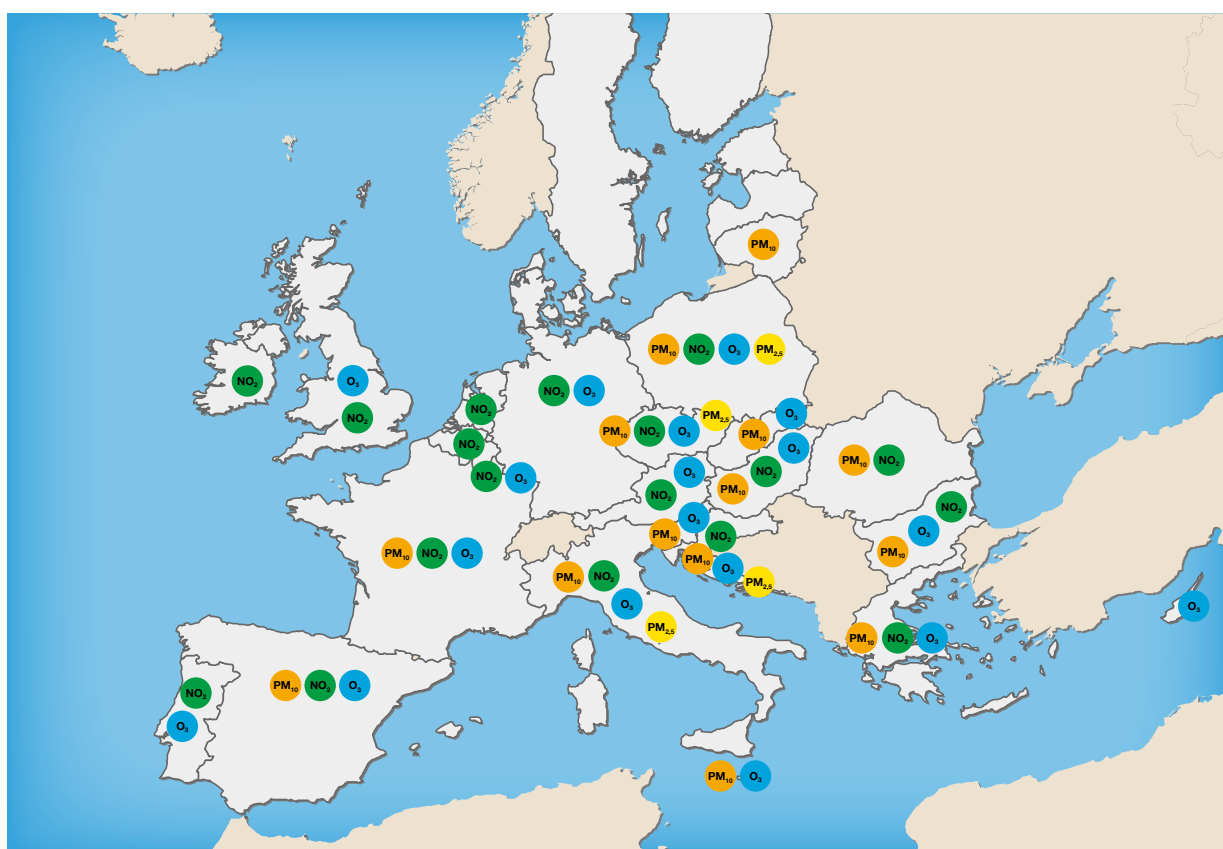 PM₁₀
PM₁₀ NO₂ O₃ PM₂,₅
NO₂
O₃
NO₂
NO₂ O₃
NO₂
NO₂
NO₂ O₃
PM₁₀ NO₂ O₃
PM₂,₅
PM₁₀
O₃
O₃
NO₂
PM₁₀
O₃
NO₂
PM₁₀ NO₂
NO₂
O₃
PM₁₀
O₃
PM₁₀
NO₂
PM₁₀
O₃
PM₂,₅
PM₁₀ NO₂ O₃
PM₁₀ NO₂
O₃
PM₂,₅
O₃
PM₁₀ NO₂ O₃
NO₂
O₃
PM₁₀ NO₂ O₃
PM₁₀ O₃